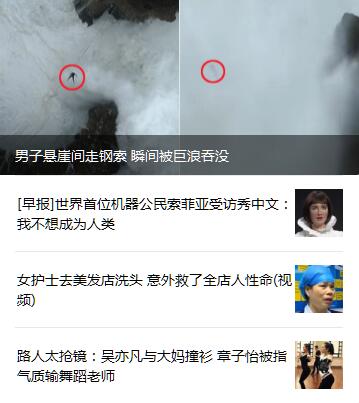 男子悬崖间走钢索 瞬间被巨浪吞没
[早报]世界首位机器公民索菲亚受访秀中文：
我不想成为人类
女护士去美发店洗头 意外救了全店人性命(视
频)
路人太抢镜：吴亦凡与大妈撞衫 章子怡被指
气质输舞蹈老师